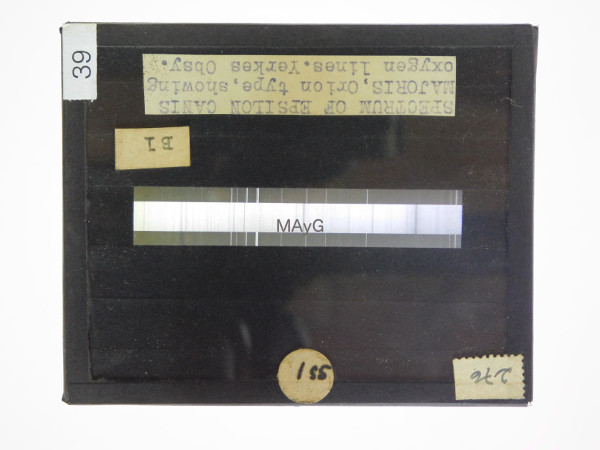 39
SPECTRUM OF EPSILON CANIS
MAJORIS, Orion type, showing
oxygen lines. Yerkes Obsy.
B1
MAvG
155
276